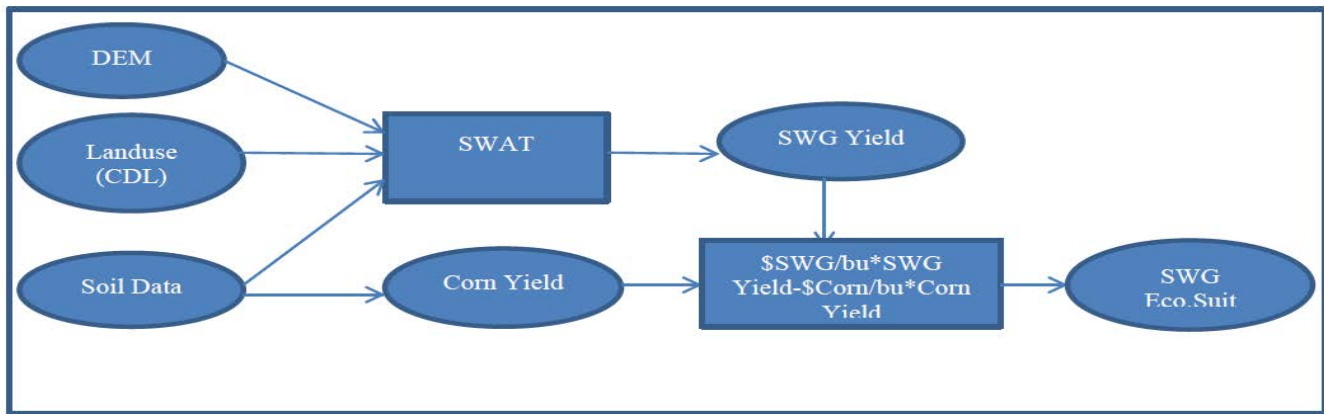 DEM
Landuse
(CDL)
SWAT
SWG Yield
Soil Data
Corn Yield
$SWG/bu*SWG
Yield-$Corn/bu*Corn
Yield
SWG
Eco.Suit